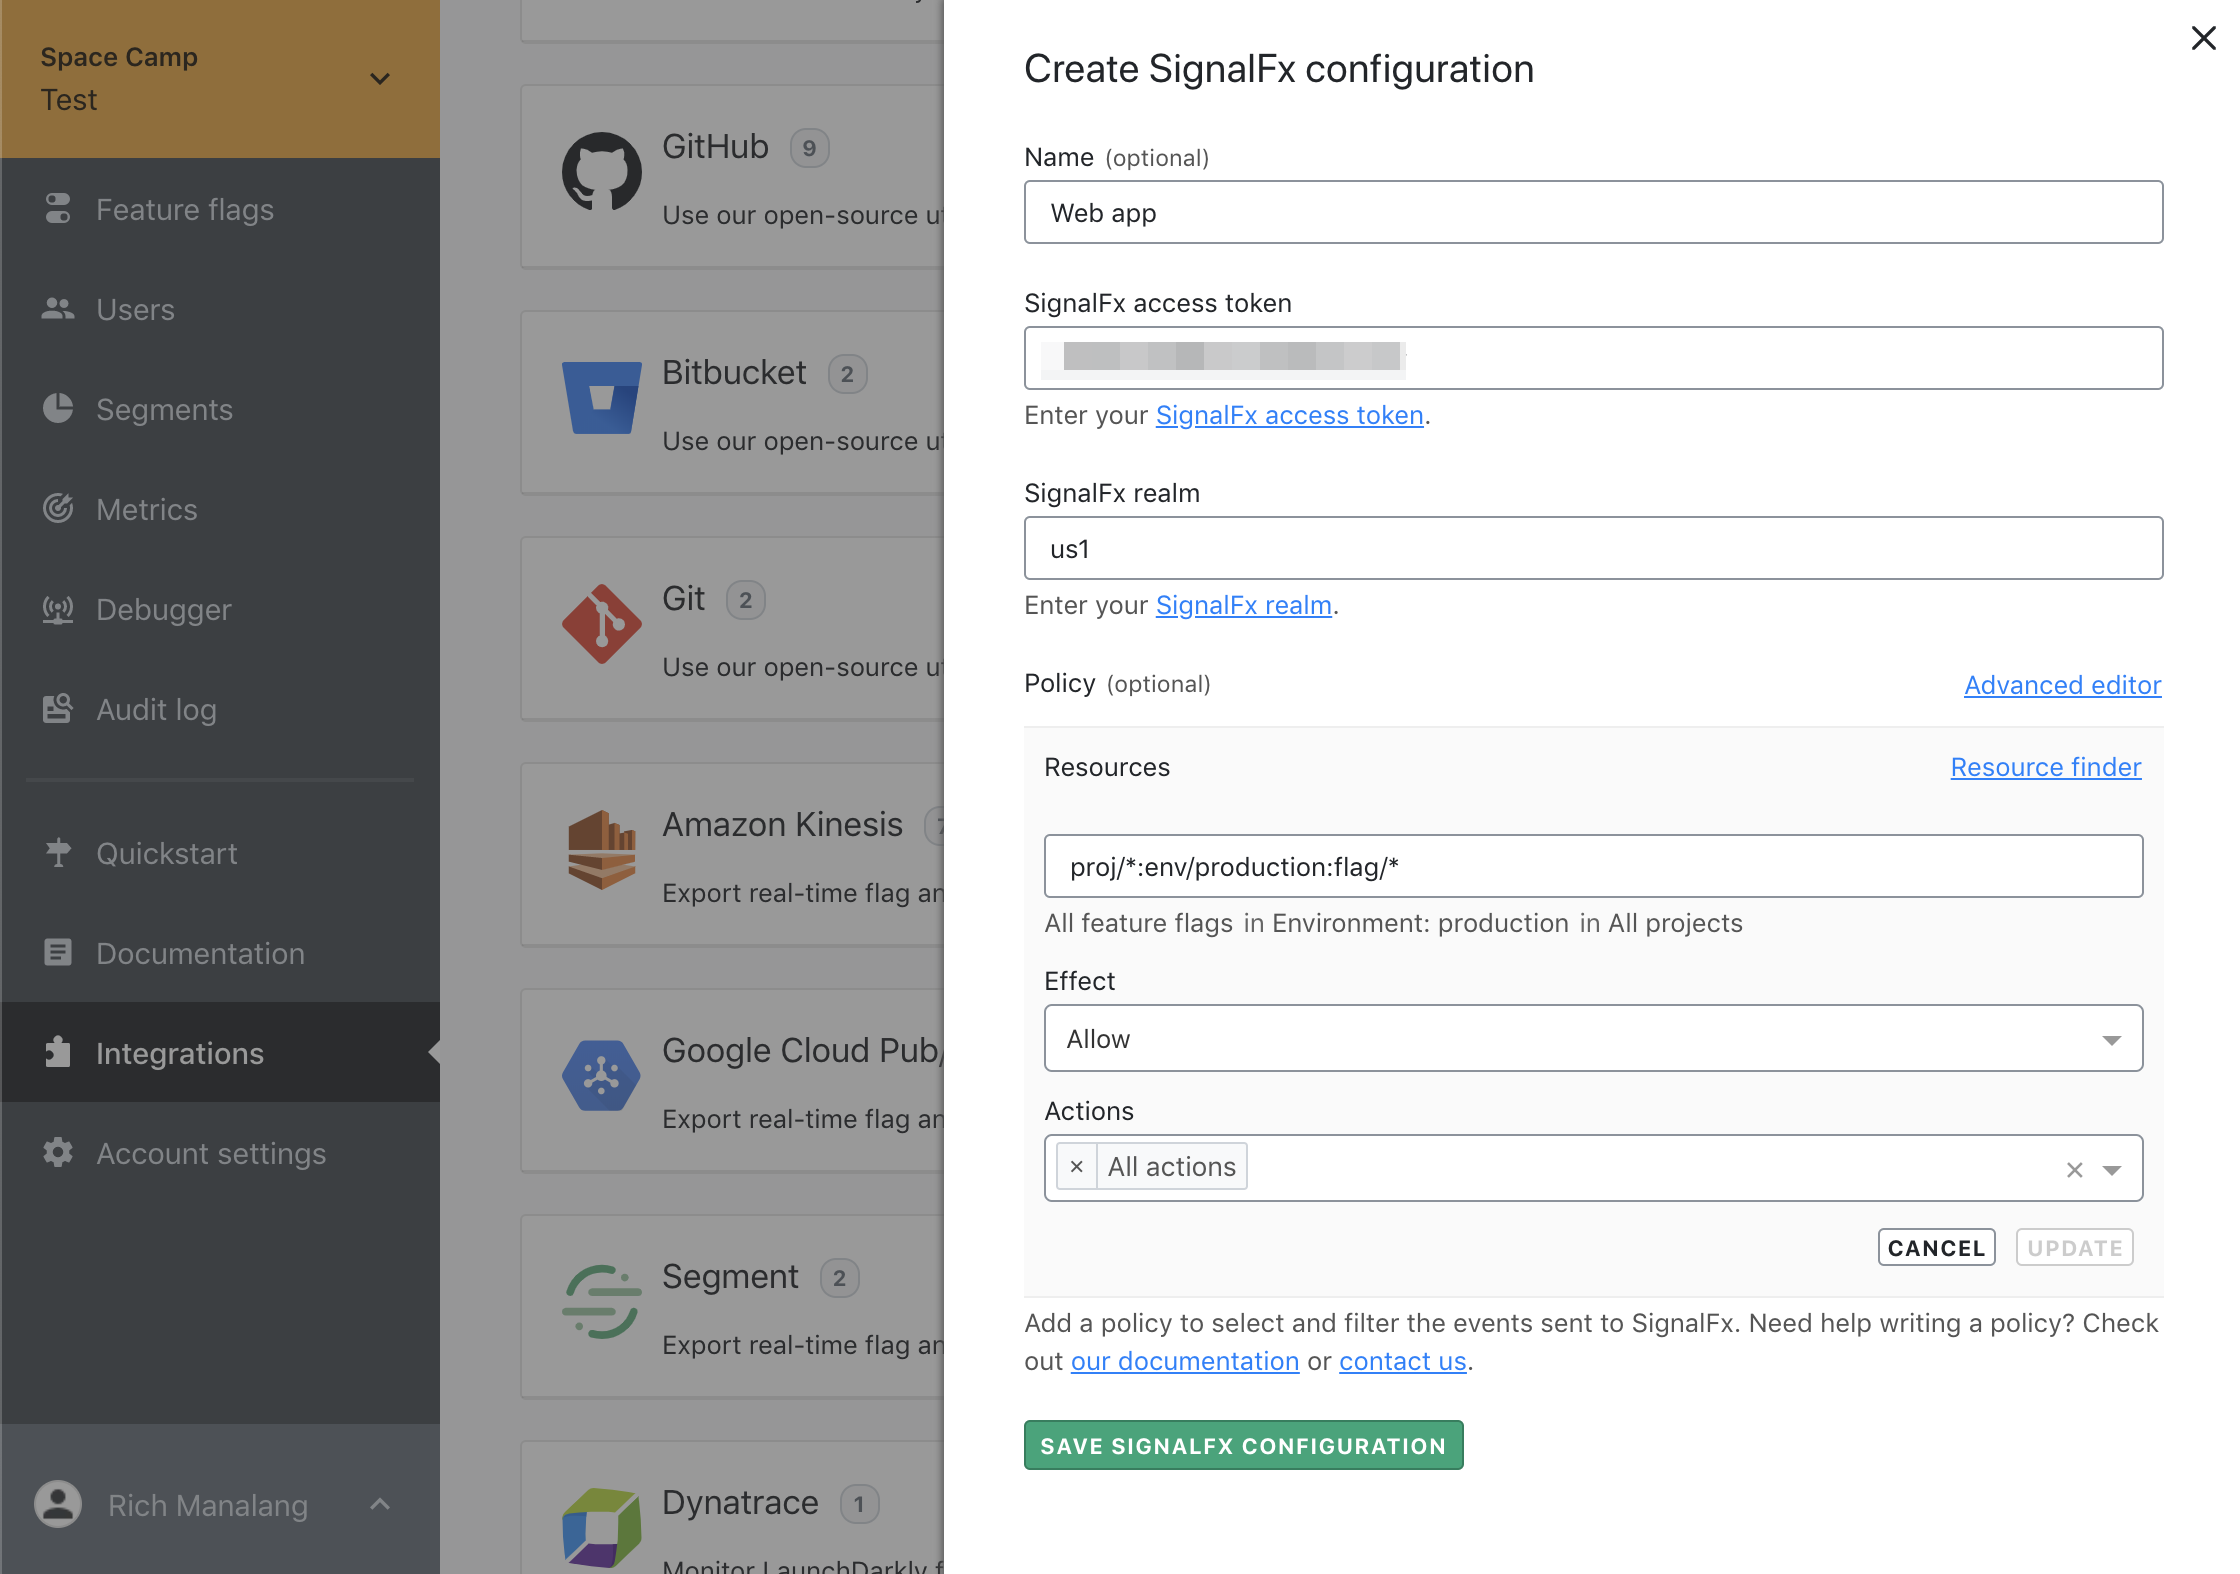 Space Camp
Test
Feature flags
Users
Segments
Metrics
Debugger
Audit log
Quickstart
Documentation
Integrations
Account settings
Rich Manalang
GitHub 9
Use our open-source
Bitbucket 2
Use our open-source
Git 2
Use our open-source
Amazon Kinesis
Export real-time flag
Google Cloud Pub/
Export real-time flag
Segment 2
Export real-time flag
Dynatrace 1
Monitor LaunchDarkly
Create SignalFx configuration
Name (optional)
Web app
SignalFx access token
Enter your SignalFx access token.
SignalFx realm
us1
Enter your SignalFx realm.
Policy (optional)
Advanced editor
Resources
Resource finder
proj/*:env/production:flag/*
All feature flags in Environment: production in All projects
Effect
Allow
Actions
× All actions
CANCEL
UPDATE
Add a policy to select and filter the events sent to SignalFx. Need help writing a policy? Check
out our documentation or contact us.
SAVE SIGNALFX CONFIGURATION